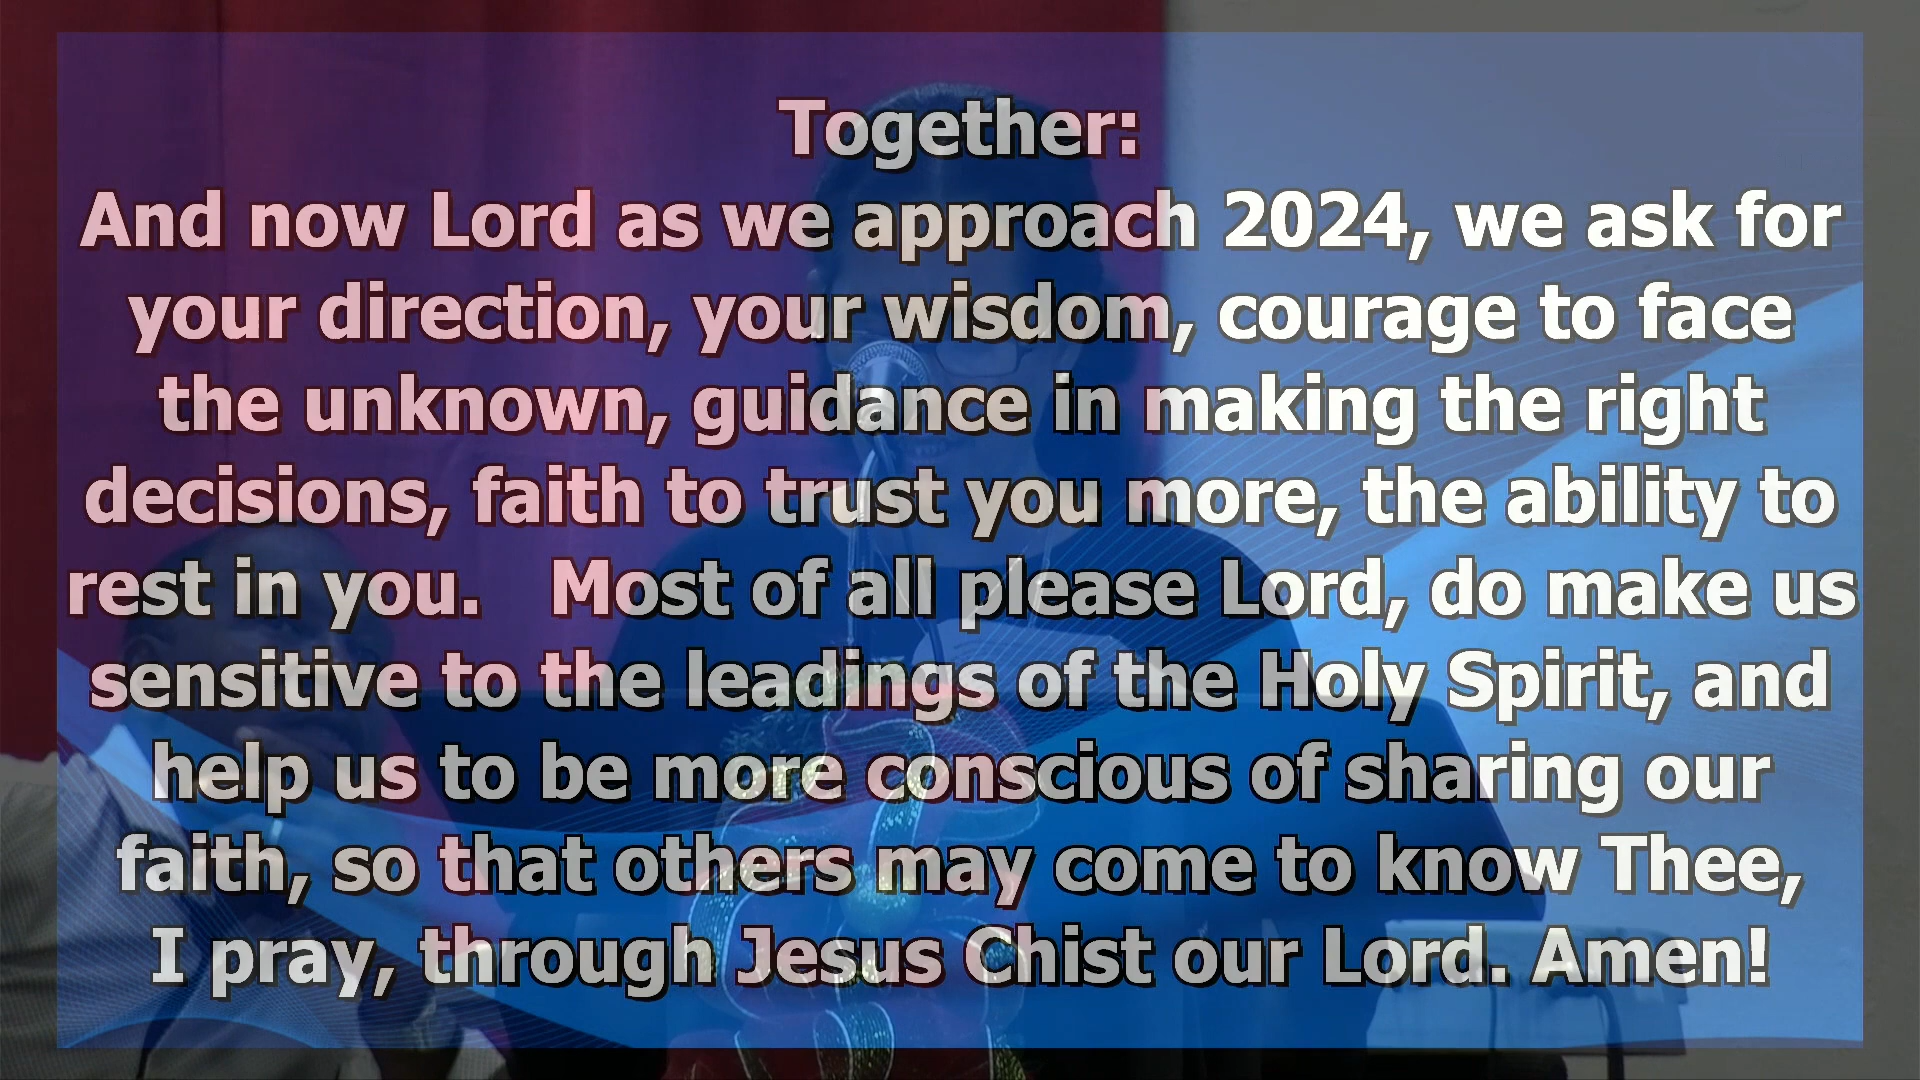 Together:
And now Lord as we approach 2024, we ask for
your direction, your wisdom, courage to face
the unknown, guidance in making the right
decisions, faith to trust you more, the ability to
rest in you.   Most of all please Lord, do make us
sensitive to the leadings of the Holy Spirit, and
help us to be more conscious of sharing our
faith, so that others may come to know Thee,
I pray, through Jesus Chist our Lord. Amen!